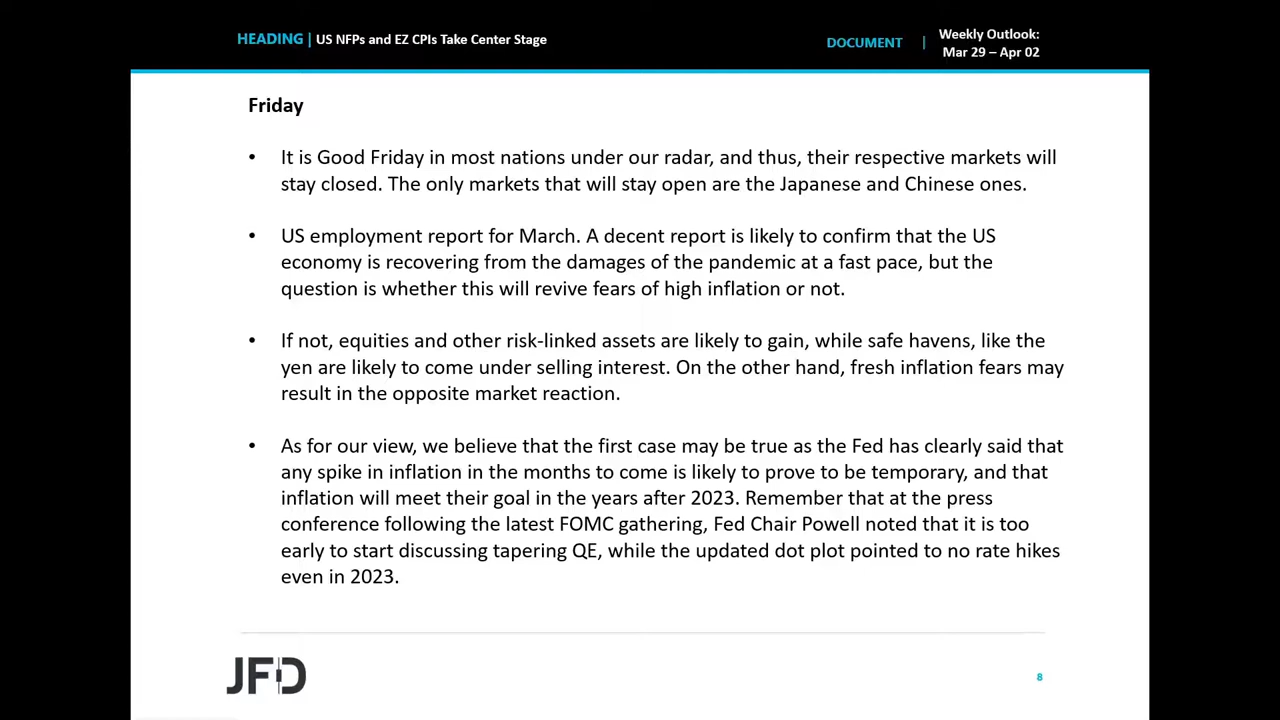 HEADING | US NFPs and EZ CPIs Take Center Stage
DOCUMENT | Weekly Outlook:
Mar 29 – Apr 02
Friday
• It is Good Friday in most nations under our radar, and thus, their respective markets will
stay closed. The only markets that will stay open are the Japanese and Chinese ones.
• US employment report for March. A decent report is likely to confirm that the US
economy is recovering from the damages of the pandemic at a fast pace, but the
question is whether this will revive fears of high inflation or not.
• If not, equities and other risk-linked assets are likely to gain, while safe havens, like the
yen are likely to come under selling interest. On the other hand, fresh inflation fears may
result in the opposite market reaction.
• As for our view, we believe that the first case may be true as the Fed has clearly said that
any spike in inflation in the months to come is likely to prove to be temporary, and that
inflation will meet their goal in the years after 2023. Remember that at the press
conference following the latest FOMC gathering, Fed Chair Powell noted that it is too
early to start discussing tapering QE, while the updated dot plot pointed to no rate hikes
even in 2023.
JFD
8